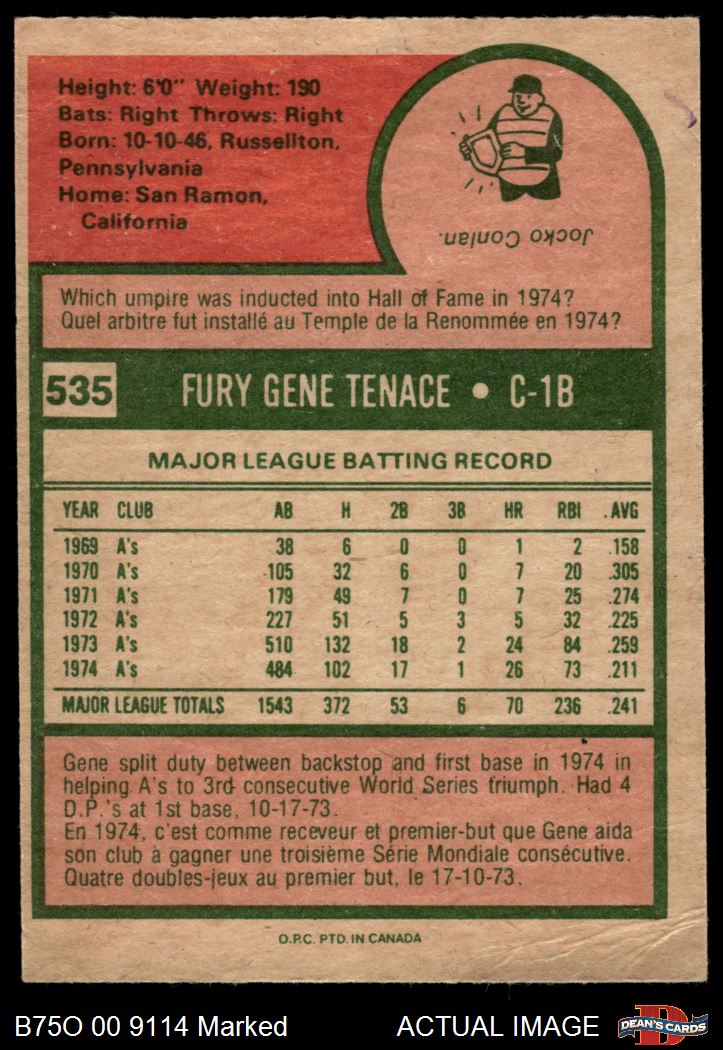 Height: 6'0" Weight: 190
Bats: Right Throws: Right
Born: 10-10-46, Russellton,
Pennsylvania
Home: San Ramon,
California
Jocko Conlan.
Which umpire was inducted into Hall of Fame in 1974?
Quel arbitre fut installé au Temple de la Renommée en 1974?
535 FURY GENE TENACE • C-1B
MAJOR LEAGUE BATTING RECORD
YEAR CLUB AB H 2B 3B HR RBI .AVG
1969 A's 38 6 0 0 1 2 .158
1970 A's 105 32 6 0 7 20 .305
1971 A's 179 49 7 0 7 25 .274
1972 A's 227 51 5 3 5 32 .225
1973 A's 510 132 18 2 24 84 .259
1974 A's 484 102 17 1 26 73 .211
MAJOR LEAGUE TOTALS 1543 372 53 6 70 236 .241
Gene split duty between backstop and first base in 1974 in
helping A's to 3rd consecutive World Series triumph. Had 4
D.P.'s at 1st base, 10-17-73.
En 1974, c'est comme receveur et premier-but que Gene aida
son club à gagner une troisième Série Mondiale consécutive.
Quatre doubles-jeux au premier but, le 17-10-73.
O.P.C. PTD. IN CANADA
B75O 00 9114 Marked ACTUAL IMAGE D DEAN'S CARDS